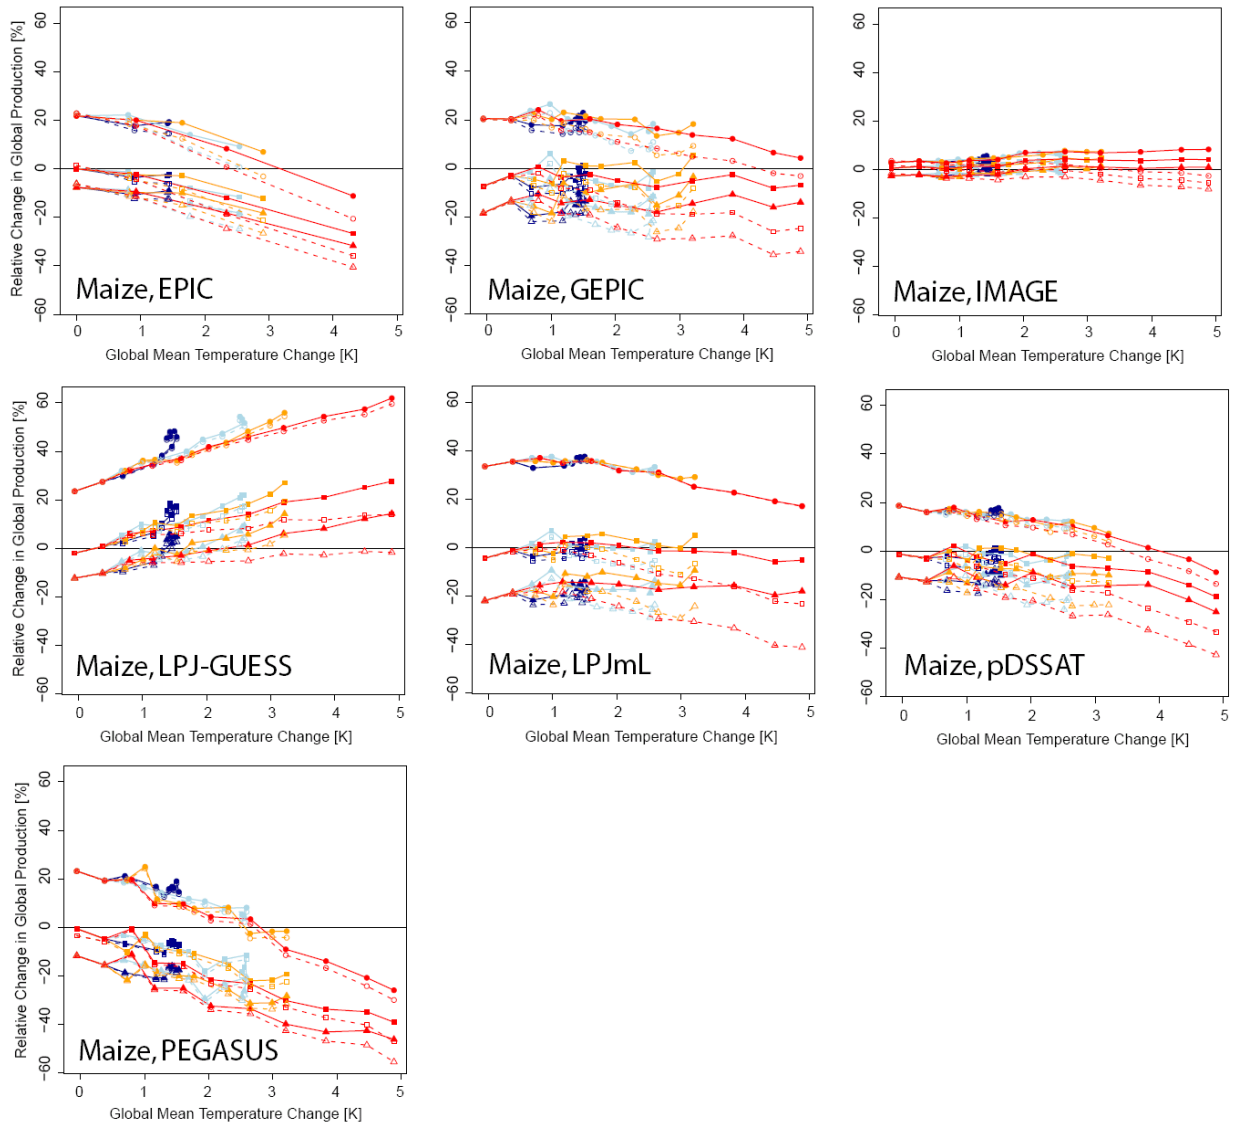 Relative Change in Global Production [%]
60
40
20
0
−20
−40
−60
Maize, EPIC
0 1 2 3 4 5
Global Mean Temperature Change [K]
60
40
20
0
−20
−40
−60
Maize, GEPIC
0 1 2 3 4 5
Global Mean Temperature Change [K]
60
40
20
0
−20
−40
−60
Maize, IMAGE
0 1 2 3 4 5
Global Mean Temperature Change [K]
Relative Change in Global Production [%]
60
40
20
0
−20
−40
−60
Maize, LPJ-GUESS
0 1 2 3 4 5
Global Mean Temperature Change [K]
60
40
20
0
−20
−40
−60
Maize, LPJmL
0 1 2 3 4 5
Global Mean Temperature Change [K]
60
40
20
0
−20
−40
−60
Maize, pDSSAT
0 1 2 3 4 5
Global Mean Temperature Change [K]
Relative Change in Global Production [%]
60
40
20
0
−20
−40
−60
Maize, PEGASUS
0 1 2 3 4 5
Global Mean Temperature Change [K]